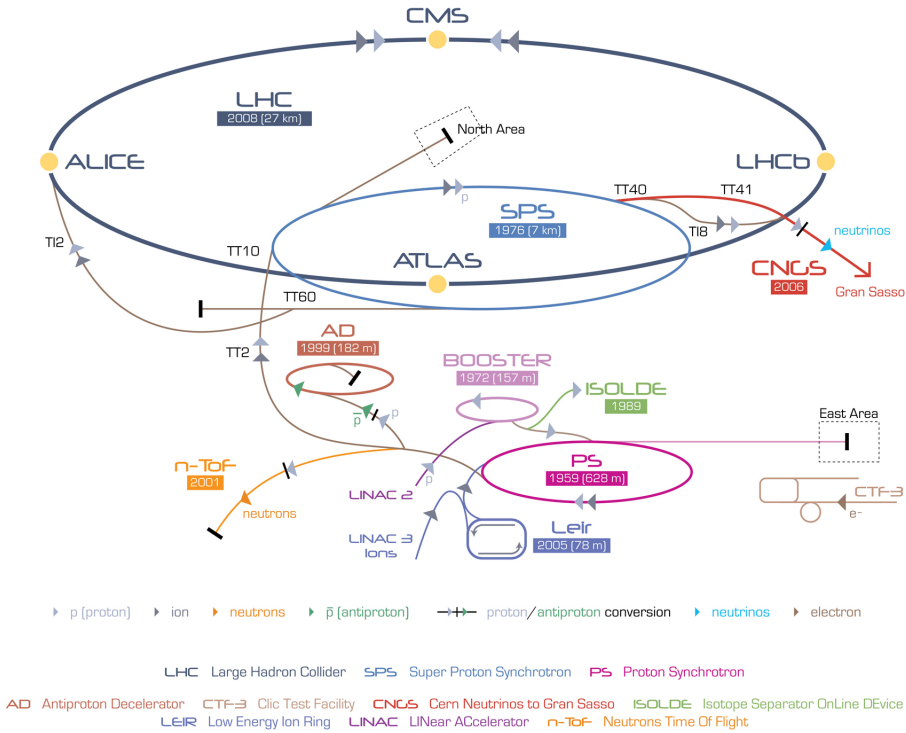 CMS
LHC
2008 (27 km)
North Area
ALICE
LHCb
TT40
TT41
p
SPS
1976 (7 km)
TI8
neutrinos
TI2
TT10
ATLAS
CNGS
2006
Gran Sasso
TT60
AD
1999 (182 m)
TT2
BOOSTER
1972 (157 m)
ISOLDE
1989
p̅
p
East Area
n-ToF
2001
LINAC 2
p
PS
1959 (628 m)
neutrons
CTF-3
e-
LINAC 3
Ions
Leir
2005 (78 m)
p (proton) ion neutrons p̅ (antiproton) proton/antiproton conversion neutrinos electron
LHC Large Hadron Collider SPS Super Proton Synchrotron PS Proton Synchrotron
AD Antiproton Decelerator CTF-3 Clic Test Facility CNGS Cern Neutrinos to Gran Sasso ISOLDE Isotope Separator OnLine DEvice
LEIR Low Energy Ion Ring LINAC LINear ACcelerator n-ToF Neutrons Time Of Flight